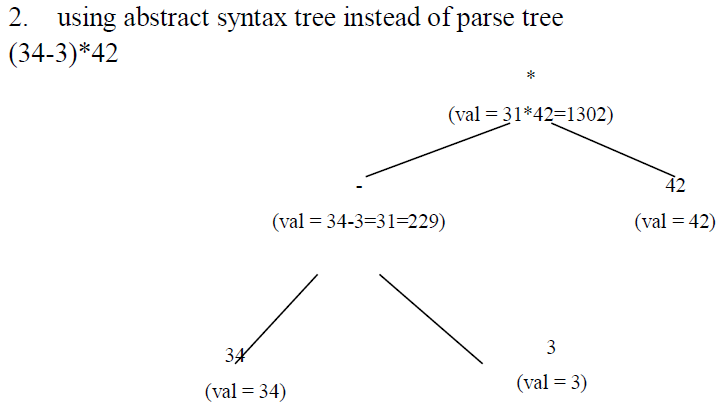 2. using abstract syntax tree instead of parse tree
(34-3)*42
*
(val = 31*42=1302)
-
42
(val = 34-3=31=229)
(val = 42)
34
3
(val = 34)
(val = 3)